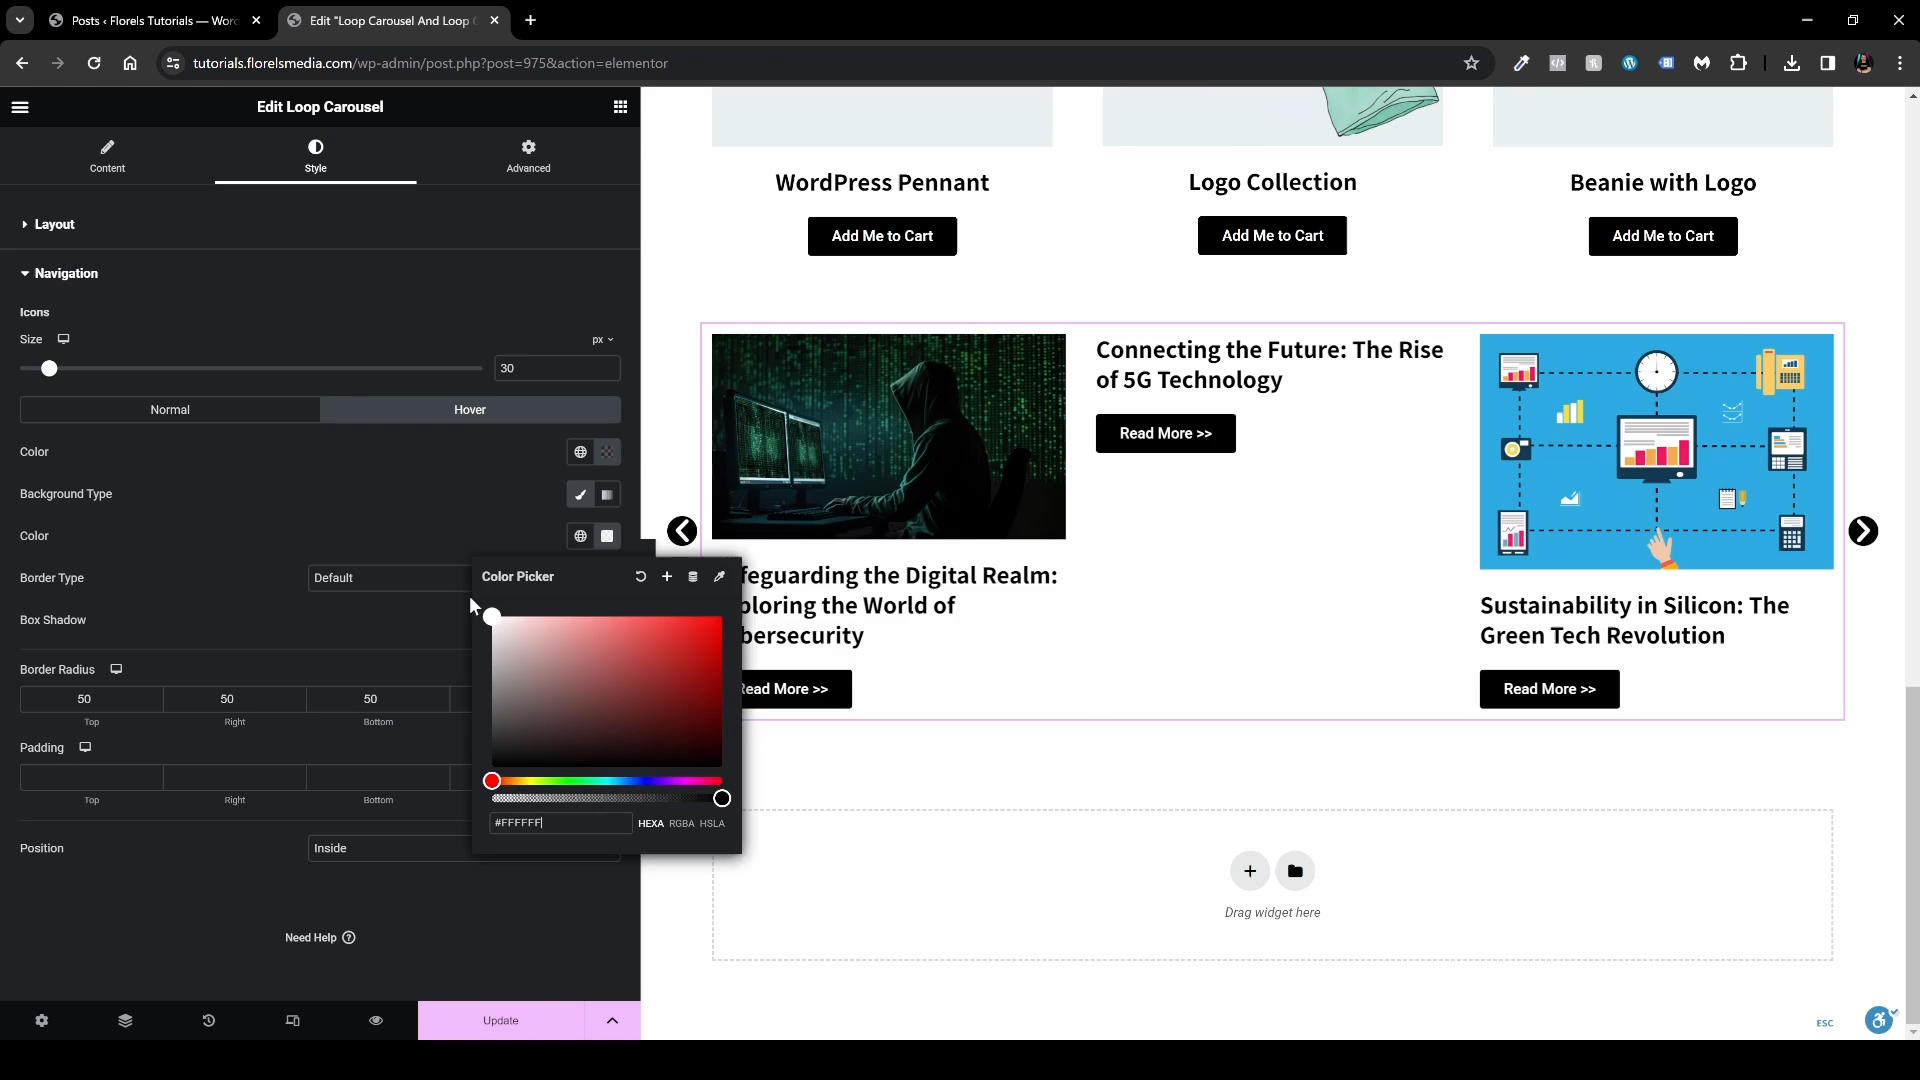 Posts ‹ Florels Tutorials — Wor
Edit "Loop Carousel And Loop
tutorials.florelsmedia.com/wp-admin/post.php?post=975&action=elementor
Edit Loop Carousel
Content
Style
Advanced
Layout
Navigation
Icons
Size
px
30
Normal
Hover
Color
Background Type
Color
Border Type
Default
Box Shadow
Border Radius
50
50
50
Top
Right
Bottom
Padding
Top
Right
Bottom
Position
Inside
Need Help
Update
Color Picker
#FFFFFF
HEXA RGBA HSLA
WordPress Pennant
Add Me to Cart
Logo Collection
Add Me to Cart
Beanie with Logo
Add Me to Cart
feguarding the Digital Realm:
ploring the World of
bersecurity
Read More >>
Connecting the Future: The Rise
of 5G Technology
Read More >>
Sustainability in Silicon: The
Green Tech Revolution
Read More >>
Drag widget here
ESC